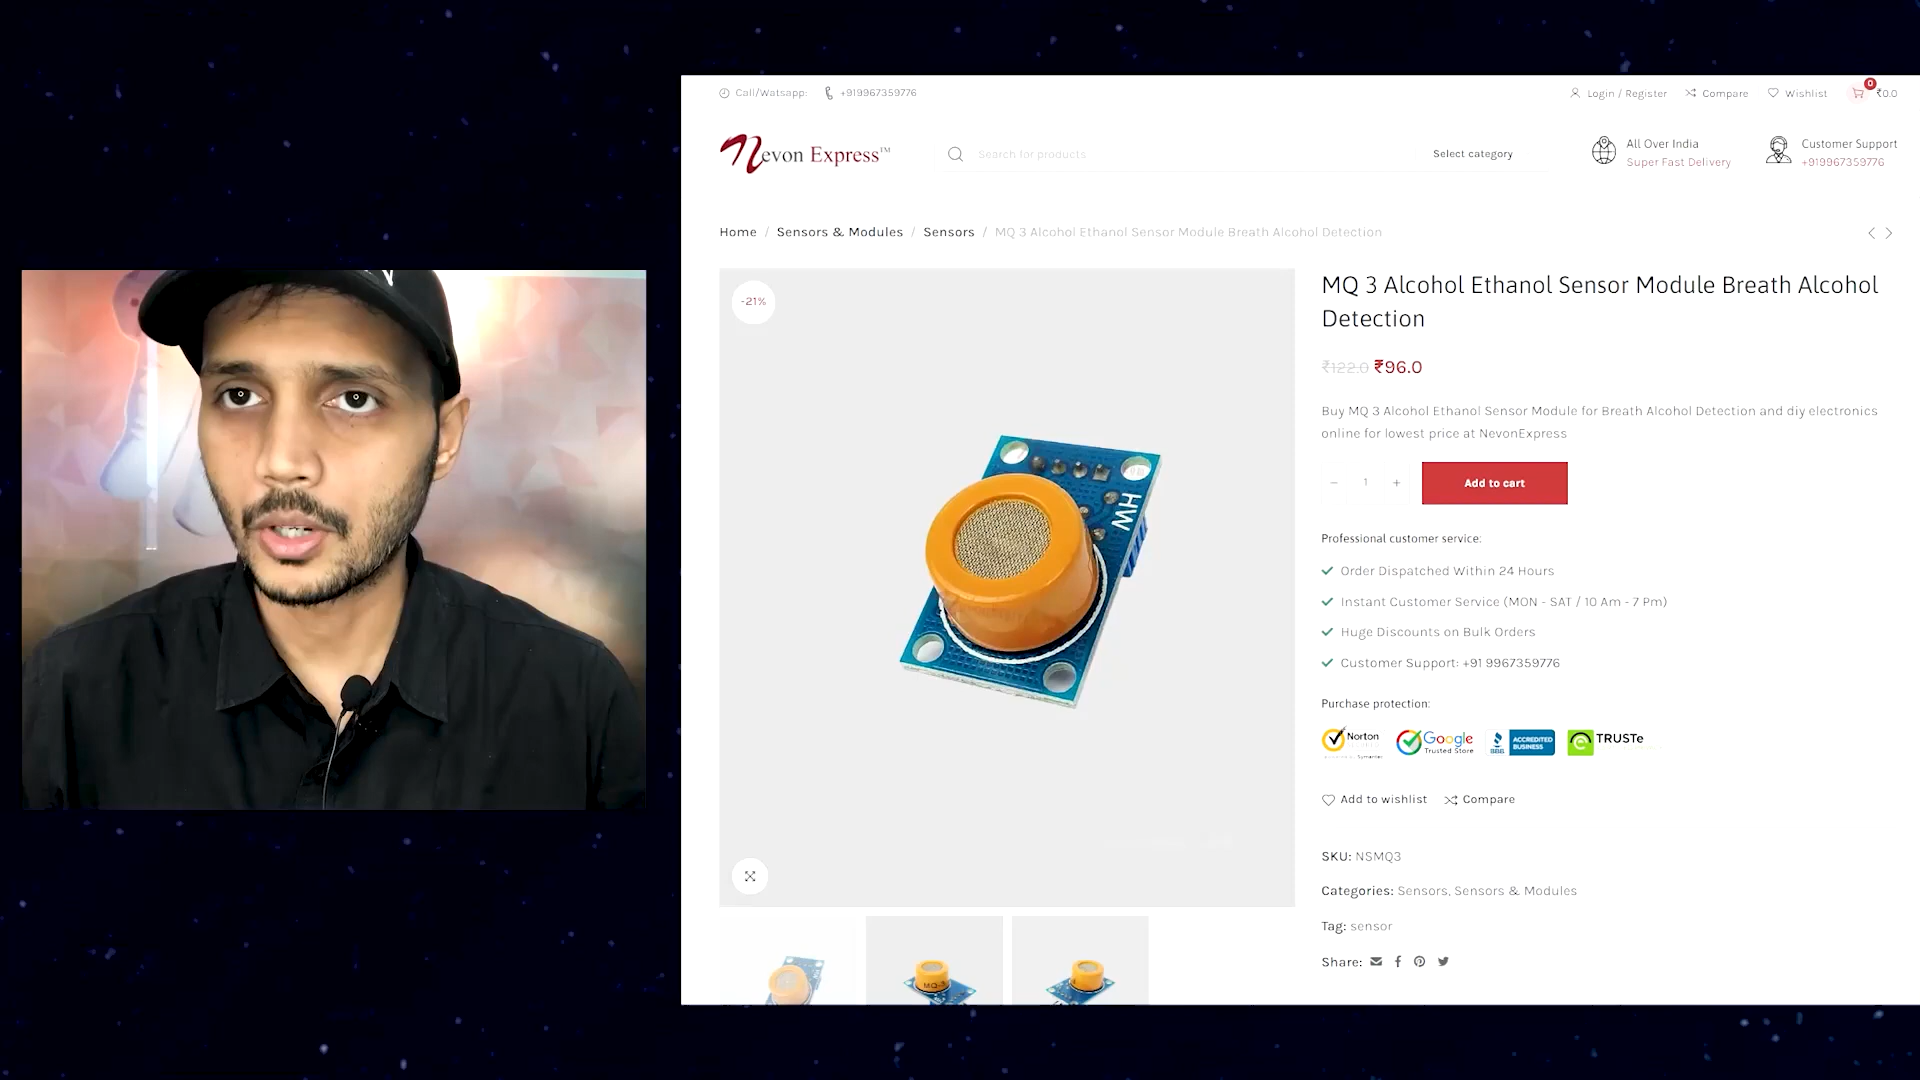 Call/Watsapp: +919967359776
Login / Register Compare Wishlist 0 ₹0.0
Nevon Express™
Search for products
Select category
All Over India
Super Fast Delivery
Customer Support
+919967359776
Home / Sensors & Modules / Sensors / MQ 3 Alcohol Ethanol Sensor Module Breath Alcohol Detection
-21%
HW
MQ-3
MQ 3 Alcohol Ethanol Sensor Module Breath Alcohol
Detection
₹122.0 ₹96.0
Buy MQ 3 Alcohol Ethanol Sensor Module for Breath Alcohol Detection and diy electronics
online for lowest price at NevonExpress
- 1 + Add to cart
Professional customer service:
Order Dispatched Within 24 Hours
Instant Customer Service (MON - SAT / 10 Am - 7 Pm)
Huge Discounts on Bulk Orders
Customer Support: +91 9967359776
Purchase protection:
Norton
Google
Trusted Store
BBB
ACCREDITED
BUSINESS
TRUSTe
Add to wishlist Compare
SKU: NSMQ3
Categories: Sensors, Sensors & Modules
Tag: sensor
Share: